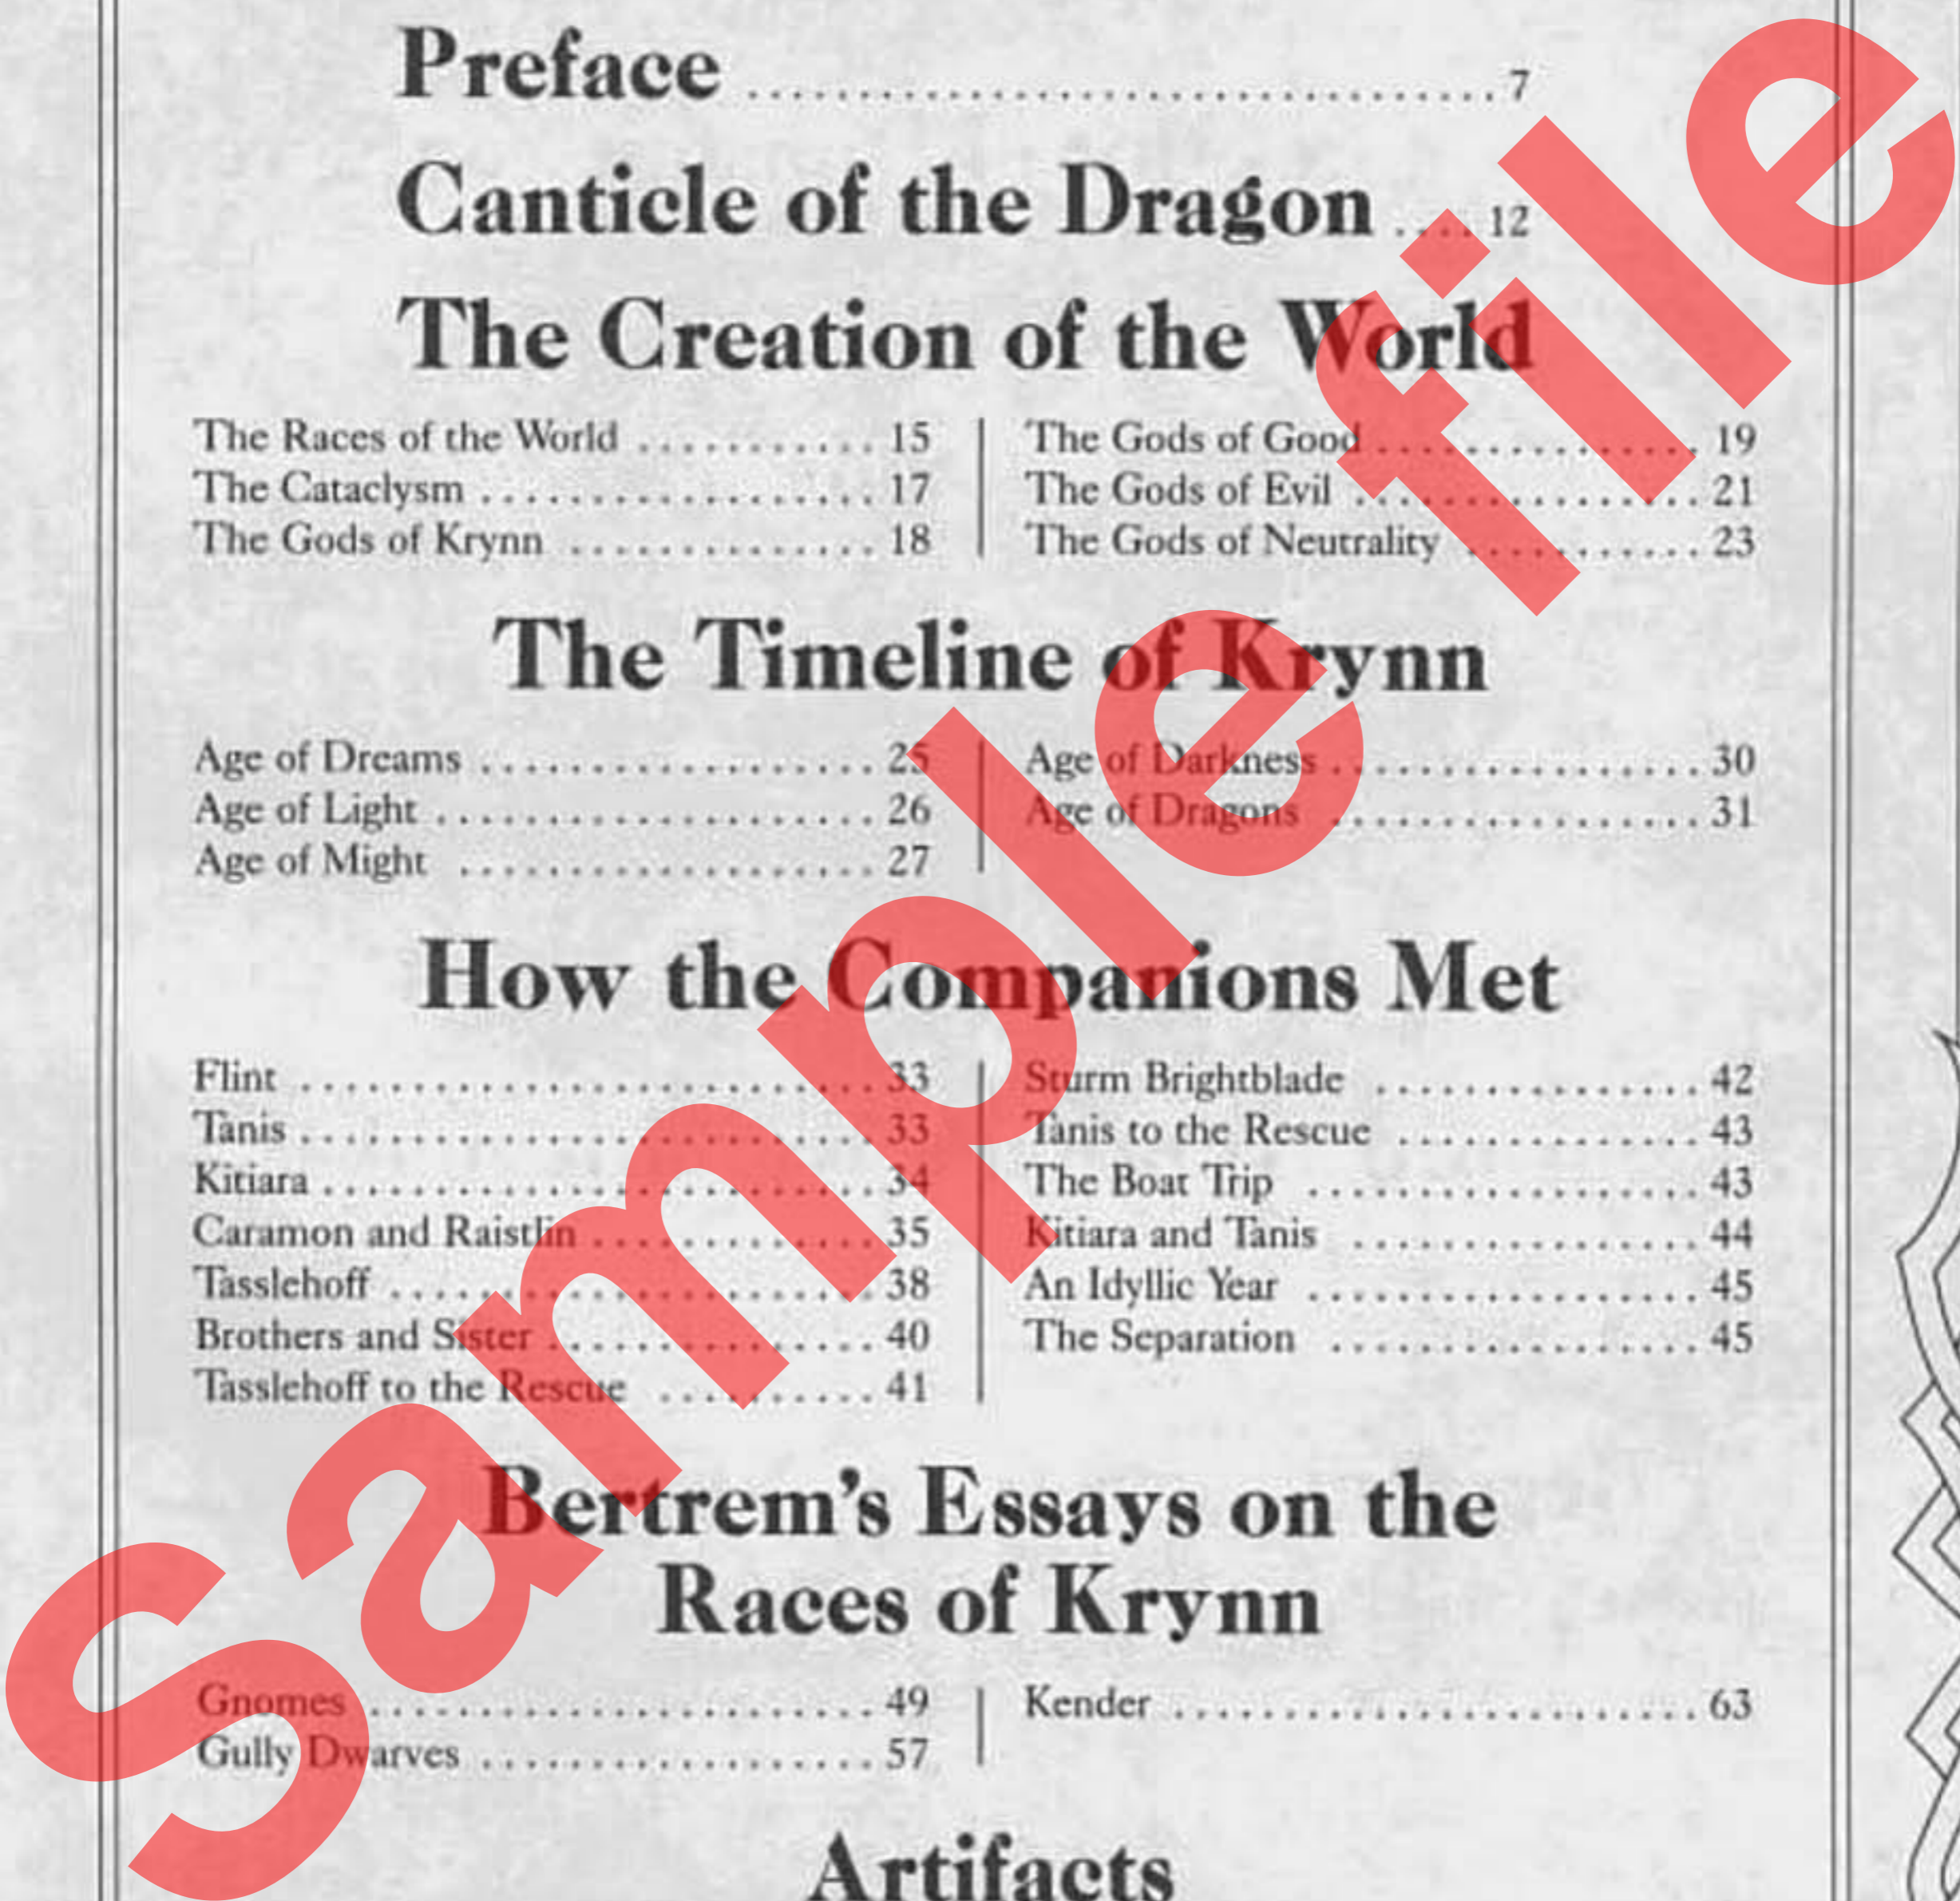 Preface .................................. 7
Canticle of the Dragon .... 12
The Creation of the World
The Races of the World ........... 15
The Cataclysm .................. 17
The Gods of Krynn .............. 18
The Gods of Good ............... 19
The Gods of Evil ................ 21
The Gods of Neutrality ........... 23
The Timeline of Krynn
Age of Dreams .................. 25
Age of Light .................... 26
Age of Might ................... 27
Age of Darkness ................. 30
Age of Dragons ................. 31
How the Companions Met
Flint .......................... 33
Tanis .......................... 33
Kitiara ......................... 34
Caramon and Raistlin ............. 35
Tasslehoff ...................... 38
Brothers and Sister ............... 40
Tasslehoff to the Rescue .......... 41
Sturm Brightblade ............... 42
Tanis to the Rescue .............. 43
The Boat Trip .................. 43
Kitiara and Tanis ................ 44
An Idyllic Year .................. 45
The Separation ................. 45
Bertrem's Essays on the
Races of Krynn
Gnomes ....................... 49
Gully Dwarves .................. 57
Kender ........................ 63
Artifacts
Sample file